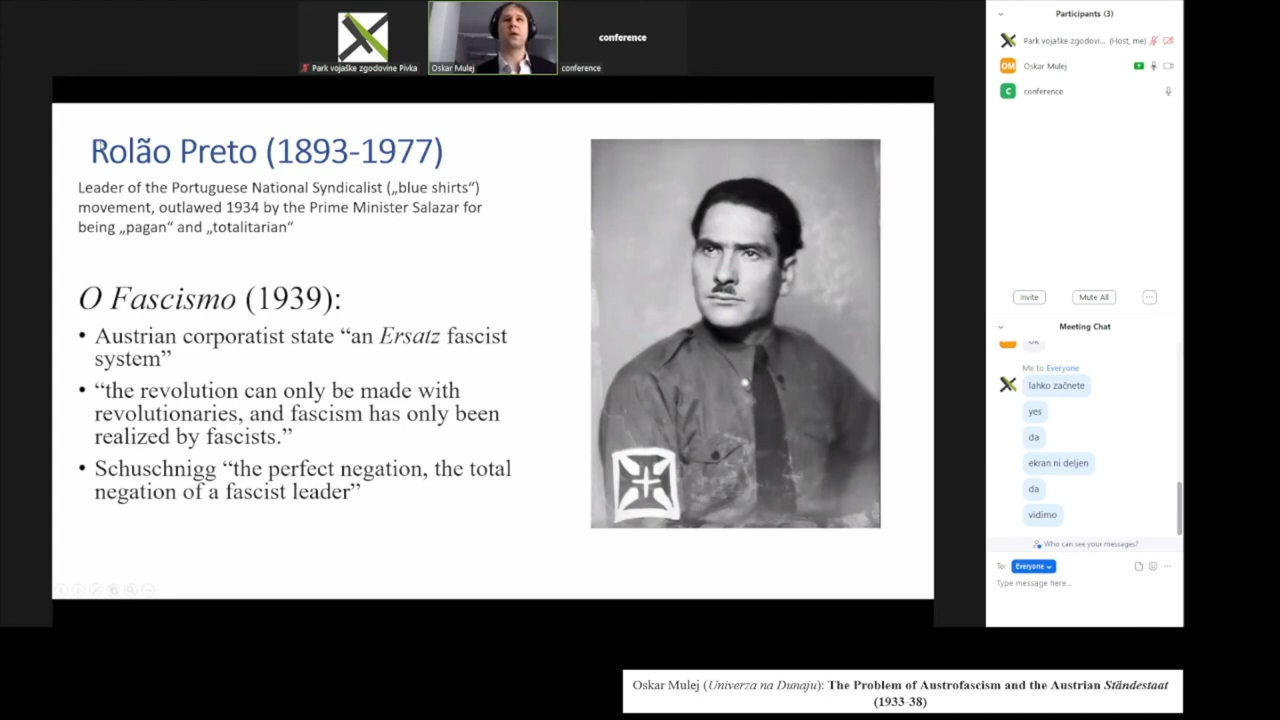 Park vojaške zgodovine Pivka
Oskar Mulej
conference
conference
Rolão Preto (1893-1977)
Leader of the Portuguese National Syndicalist („blue shirts“)
movement, outlawed 1934 by the Prime Minister Salazar for
being „pagan“ and „totalitarian“
O Fascismo (1939):
• Austrian corporatist state “an Ersatz fascist
system”
• “the revolution can only be made with
revolutionaries, and fascism has only been
realized by fascists.”
• Schuschnigg “the perfect negation, the total
negation of a fascist leader”
Participants (3)
Park vojaške zgodovi... (Host, me)
OM Oskar Mulej
C conference
Invite
Mute All
...
Meeting Chat
Me to Everyone
lahko začnete
yes
da
ekran ni deljen
da
vidimo
Who can see your messages?
To: Everyone
Type message here...
Oskar Mulej (Univerza na Dunaju): The Problem of Austrofascism and the Austrian Ständestaat
(1933-38)